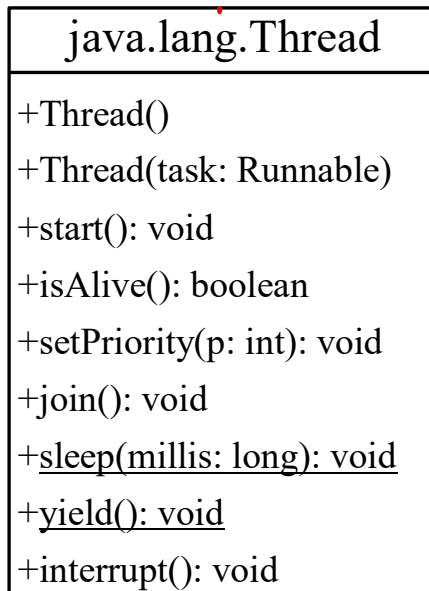 java.lang.Thread
+Thread()
+Thread(task: Runnable)
+start(): void
+isAlive(): boolean
+setPriority(p: int): void
+join(): void
+sleep(millis: long): void
+yield(): void
+interrupt(): void